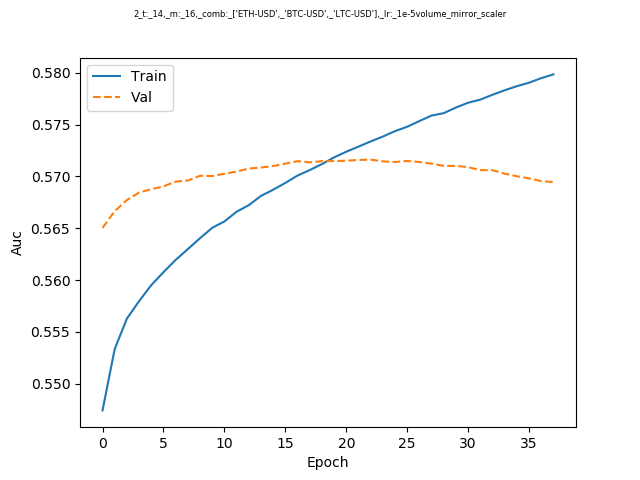 2_t:_14,_m:_16,_comb:_['ETH-USD',_'BTC-USD',_'LTC-USD'],_lr:_1e-5volume_mirror_scaler
Train
Val
0.580
0.575
0.570
0.565
0.560
0.555
0.550
Auc
0 5 10 15 20 25 30 35
Epoch